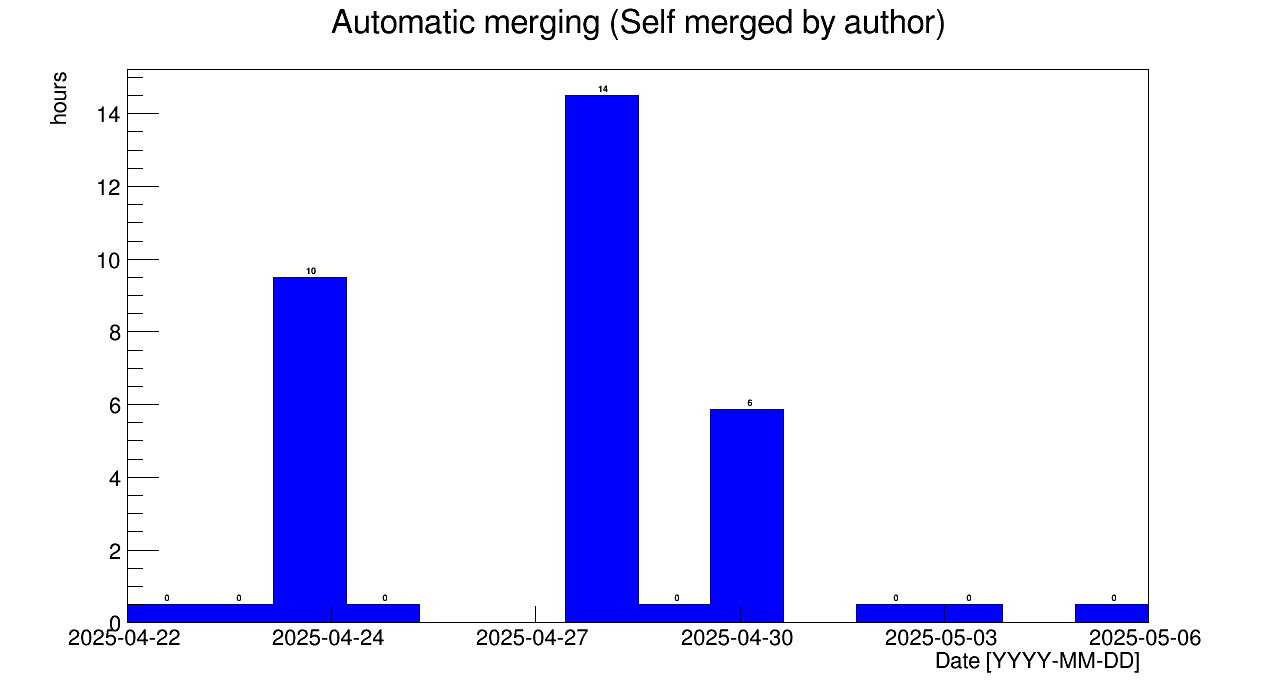 Automatic merging (Self merged by author)
hours
14
12
10
8
6
4
2
0
0 0 10 0 14 0 6 0 0 0
2025-04-22 2025-04-24 2025-04-27 2025-04-30 2025-05-03 2025-05-06
Date [YYYY-MM-DD]